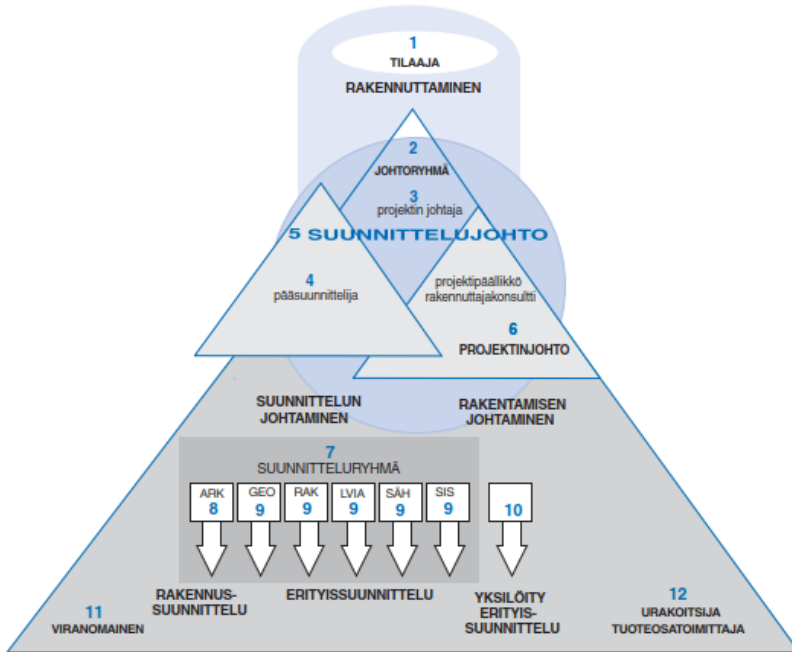 1
TILAAJA
RAKENNUTTAMINEN
2
JOHTORYHMÄ
3
projektin johtaja
5 SUUNNITTELUJOHTO
4
pääsuunnittelija
projektipäällikkö
rakennuttajakonsultti
6
PROJEKTINJOHTO
SUUNNITTELUN
JOHTAMINEN
RAKENTAMISEN
JOHTAMINEN
7
SUUNNITTELURYHMÄ
ARK GEO RAK LVIA SÄH SIS
8 9 9 9 9 9 10
RAKENNUS-
SUUNNITTELU
ERITYISSUUNNITTELU
YKSILÖITY
ERITYIS-
SUUNNITTELU
11
VIRANOMAINEN
12
URAKOITSIJA
TUOTEOSATOIMITTAJA